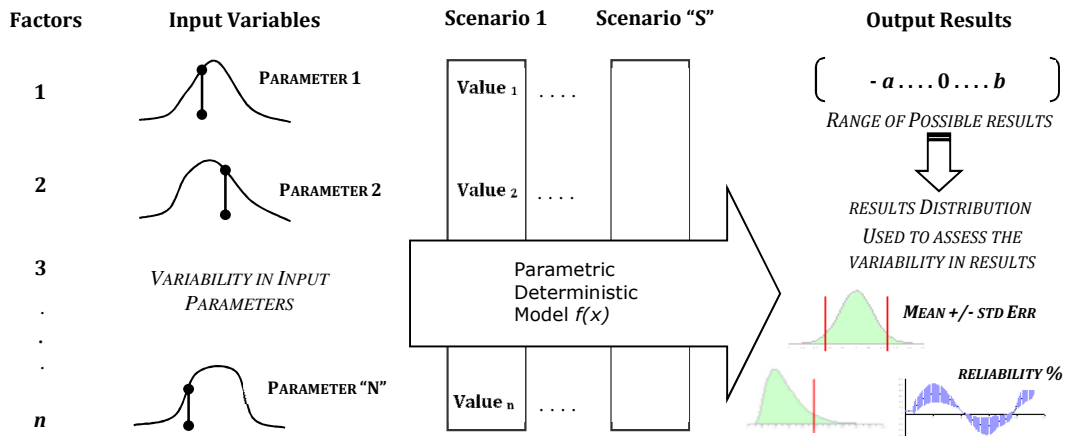 Factors
Input Variables
Scenario 1
Scenario “S”
Output Results
1
PARAMETER 1
Value 1
. . . .
- a . . . . 0 . . . . b
RANGE OF POSSIBLE RESULTS
2
PARAMETER 2
Value 2
. . . .
RESULTS DISTRIBUTION
USED TO ASSESS THE
VARIABILITY IN RESULTS
3
VARIABILITY IN INPUT
PARAMETERS
Parametric
Deterministic
Model f(x)
.
.
.
MEAN +/- STD ERR
n
PARAMETER “N”
Value n
. . . .
RELIABILITY %